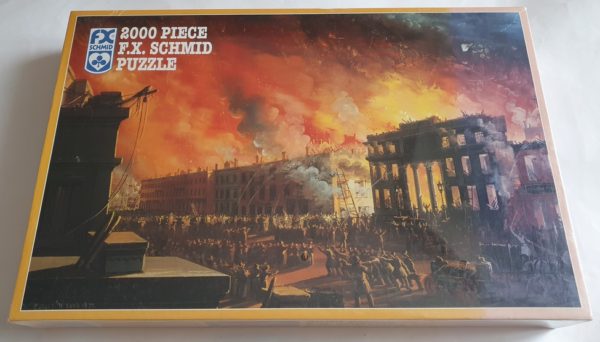 FX
SCHMID
2000 PIECE
F.X. SCHMID
PUZZLE